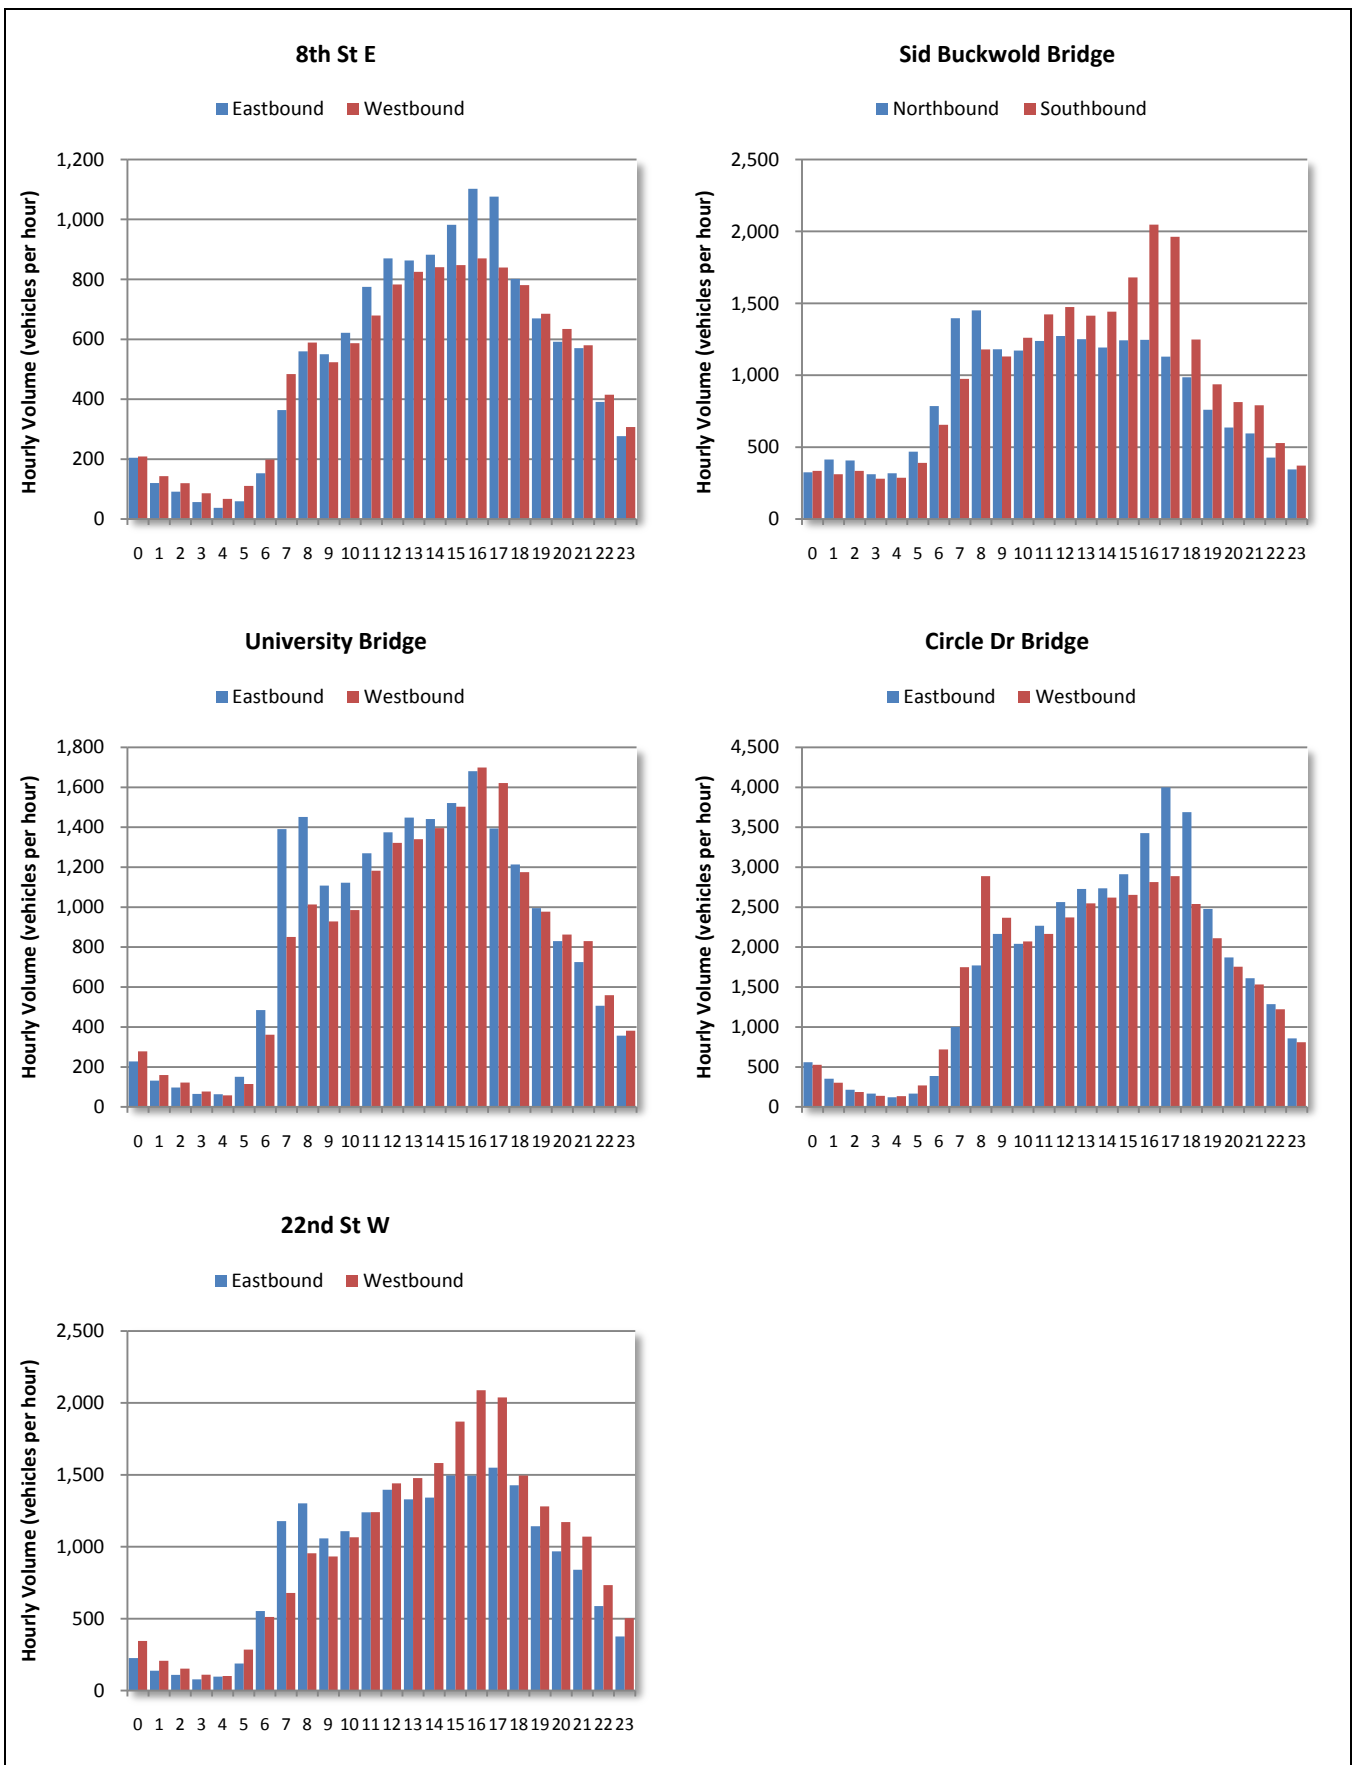 8th St E
Eastbound Westbound
Hourly Volume (vehicles per hour)
1,200
1,000
800
600
400
200
0
0 1 2 3 4 5 6 7 8 9 10 11 12 13 14 15 16 17 18 19 20 21 22 23
Sid Buckwold Bridge
Northbound Southbound
Hourly Volume (vehicles per hour)
2,500
2,000
1,500
1,000
500
0
0 1 2 3 4 5 6 7 8 9 10 11 12 13 14 15 16 17 18 19 20 21 22 23
University Bridge
Eastbound Westbound
Hourly Volume (vehicles per hour)
1,800
1,600
1,400
1,200
1,000
800
600
400
200
0
0 1 2 3 4 5 6 7 8 9 10 11 12 13 14 15 16 17 18 19 20 21 22 23
Circle Dr Bridge
Eastbound Westbound
Hourly Volume (vehicles per hour)
4,500
4,000
3,500
3,000
2,500
2,000
1,500
1,000
500
0
0 1 2 3 4 5 6 7 8 9 10 11 12 13 14 15 16 17 18 19 20 21 22 23
22nd St W
Eastbound Westbound
Hourly Volume (vehicles per hour)
2,500
2,000
1,500
1,000
500
0
0 1 2 3 4 5 6 7 8 9 10 11 12 13 14 15 16 17 18 19 20 21 22 23